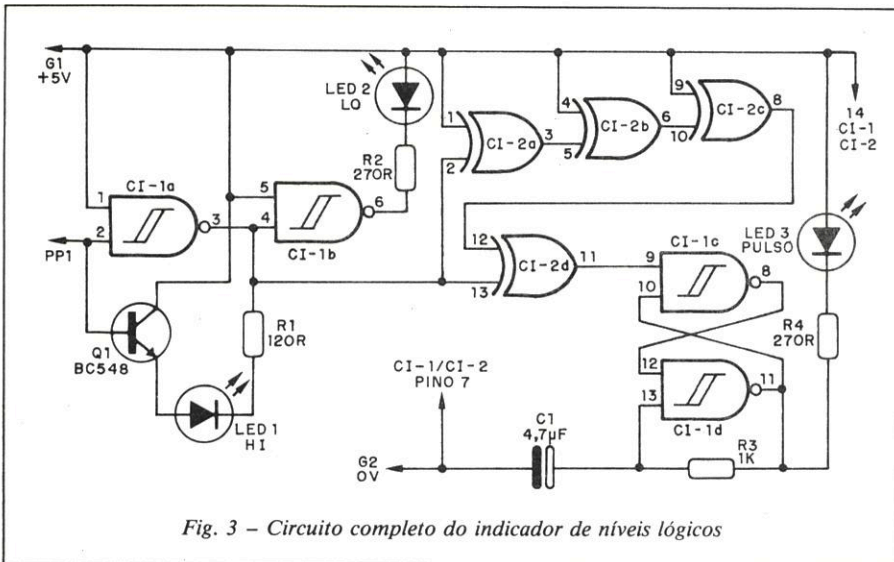 G1
+5V
LED 2
LO
R2
270R
1
2
3
CI-2a
4
5
6
CI-2b
9
10
8
CI-2c
14
CI-1
CI-2
CI-1a
1
2
3
PP1
5
4
6
CI-1b
12
13
11
CI-2d
9
10
8
CI-1c
LED 3
PULSO
R4
270R
Q1
BC548
R1
120R
LED 1
HI
CI-1/CI-2
PINO 7
12
13
11
CI-1d
C1
4,7µF
R3
1K
G2
0V
Fig. 3 – Circuito completo do indicador de níveis lógicos